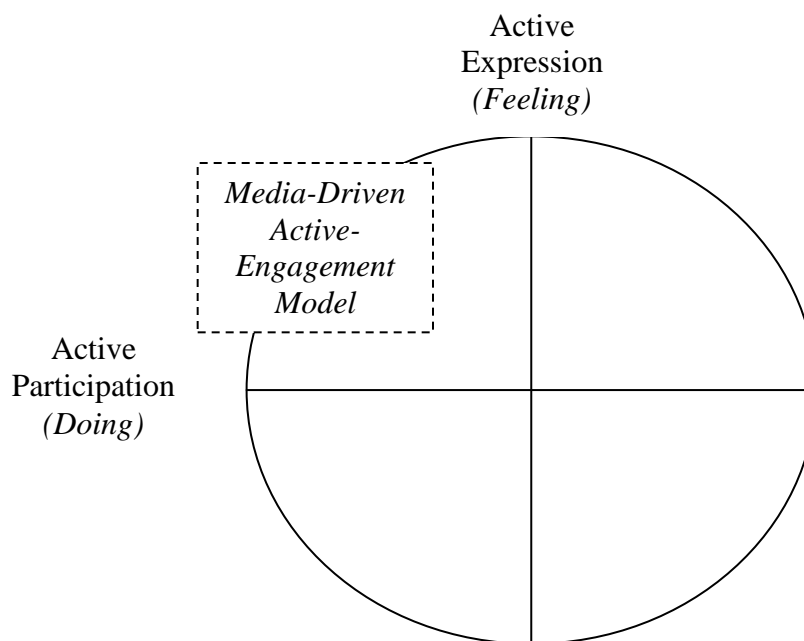 Active
Expression
(Feeling)
Media-Driven
Active-
Engagement
Model
Active
Participation
(Doing)